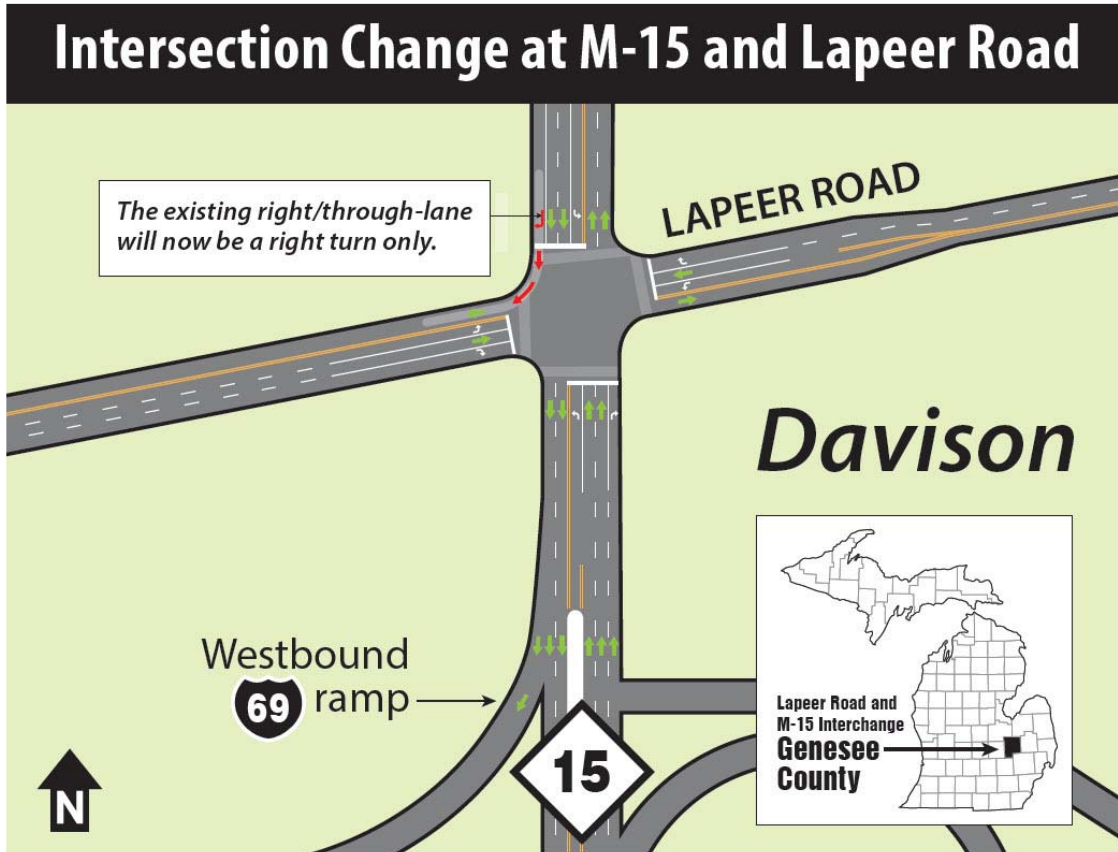 Intersection Change at M-15 and Lapeer Road
The existing right/through-lane
will now be a right turn only.
LAPEER ROAD
Davison
Westbound
69 ramp
15
N
Lapeer Road and
M-15 Interchange
Genesee
County